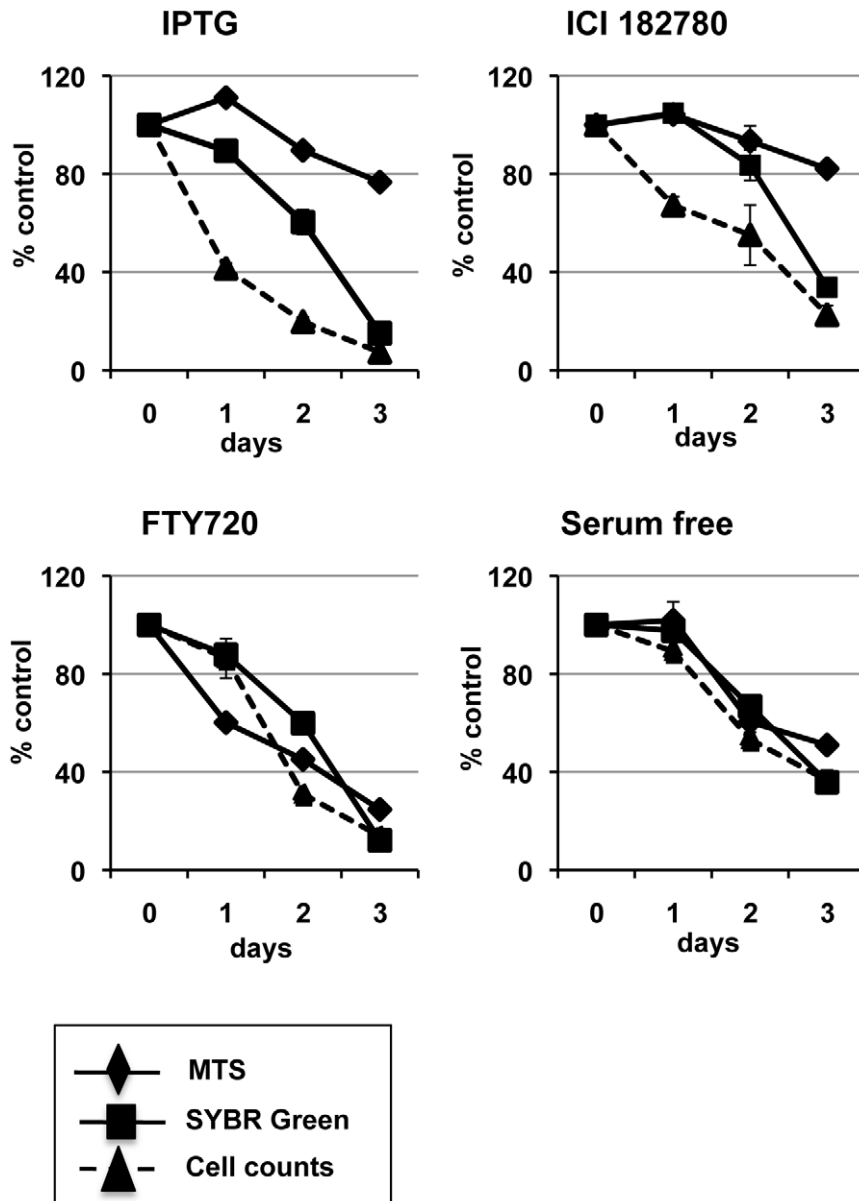 IPTG
ICI 182780
120
80
40
0
% control
0 1 2 3
days
120
80
40
0
% control
0 1 2 3
days
FTY720
Serum free
120
80
40
0
% control
0 1 2 3
days
120
80
40
0
% control
0 1 2 3
days
MTS
SYBR Green
Cell counts